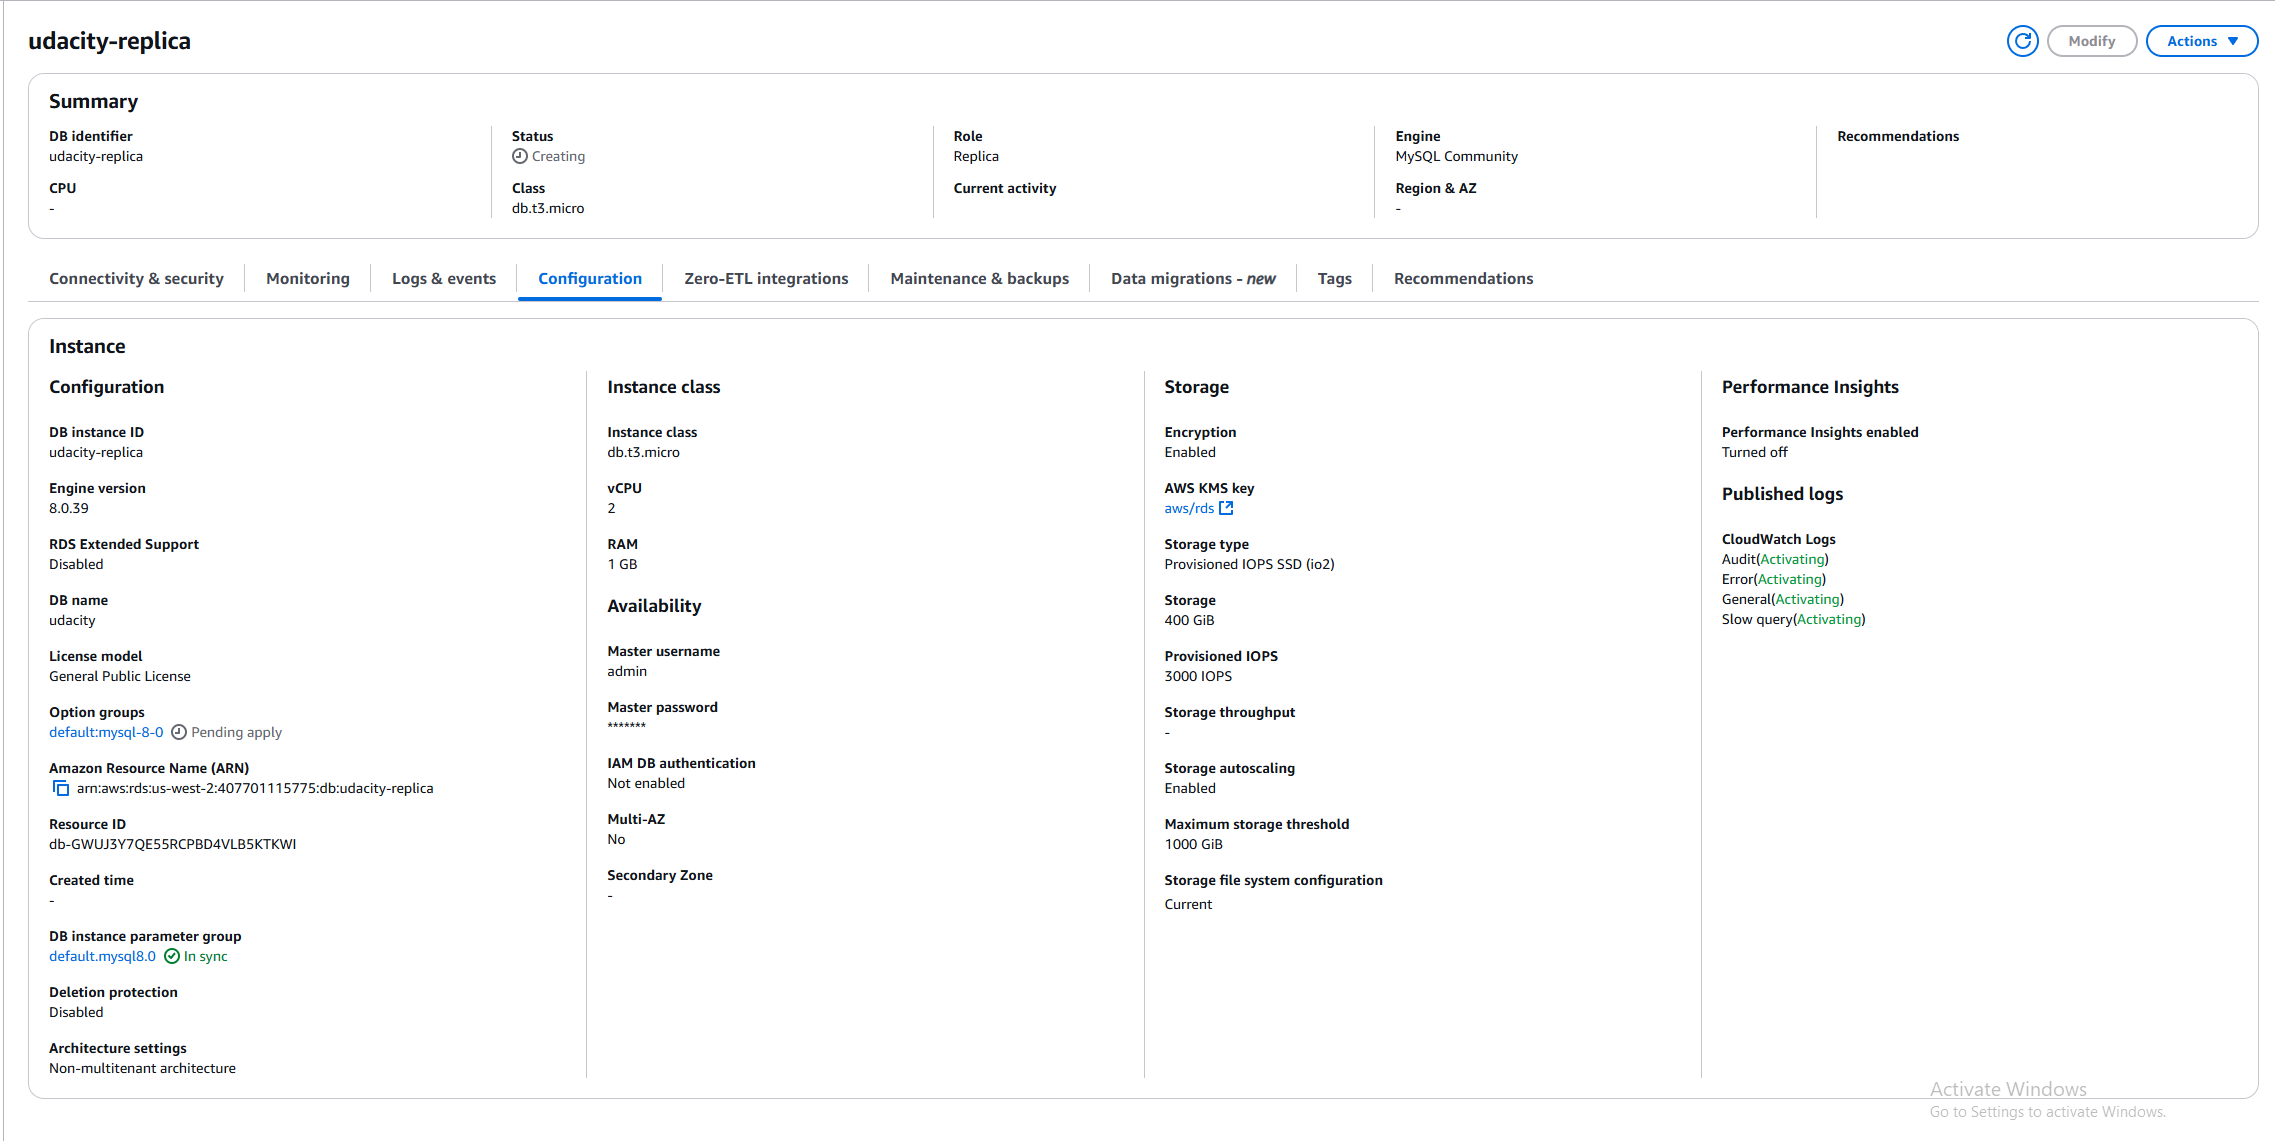 udacity-replica
Modify
Actions
Summary
DB identifier
udacity-replica
CPU
-
Status
Creating
Class
db.t3.micro
Role
Replica
Current activity
Engine
MySQL Community
Region & AZ
-
Recommendations
Connectivity & security
Monitoring
Logs & events
Configuration
Zero-ETL integrations
Maintenance & backups
Data migrations - new
Tags
Recommendations
Instance
Configuration
DB instance ID
udacity-replica
Engine version
8.0.39
RDS Extended Support
Disabled
DB name
udacity
License model
General Public License
Option groups
default:mysql-8-0 Pending apply
Amazon Resource Name (ARN)
arn:aws:rds:us-west-2:407701115775:db:udacity-replica
Resource ID
db-GWUJ3Y7QE55RCPBD4VLB5KTKWI
Created time
-
DB instance parameter group
default.mysql8.0 In sync
Deletion protection
Disabled
Architecture settings
Non-multitenant architecture
Instance class
Instance class
db.t3.micro
vCPU
2
RAM
1 GB
Availability
Master username
admin
Master password
*******
IAM DB authentication
Not enabled
Multi-AZ
No
Secondary Zone
-
Storage
Encryption
Enabled
AWS KMS key
aws/rds
Storage type
Provisioned IOPS SSD (io2)
Storage
400 GiB
Provisioned IOPS
3000 IOPS
Storage throughput
-
Storage autoscaling
Enabled
Maximum storage threshold
1000 GiB
Storage file system configuration
Current
Performance Insights
Performance Insights enabled
Turned off
Published logs
CloudWatch Logs
Audit(Activating)
Error(Activating)
General(Activating)
Slow query(Activating)
Activate Windows
Go to Settings to activate Windows.